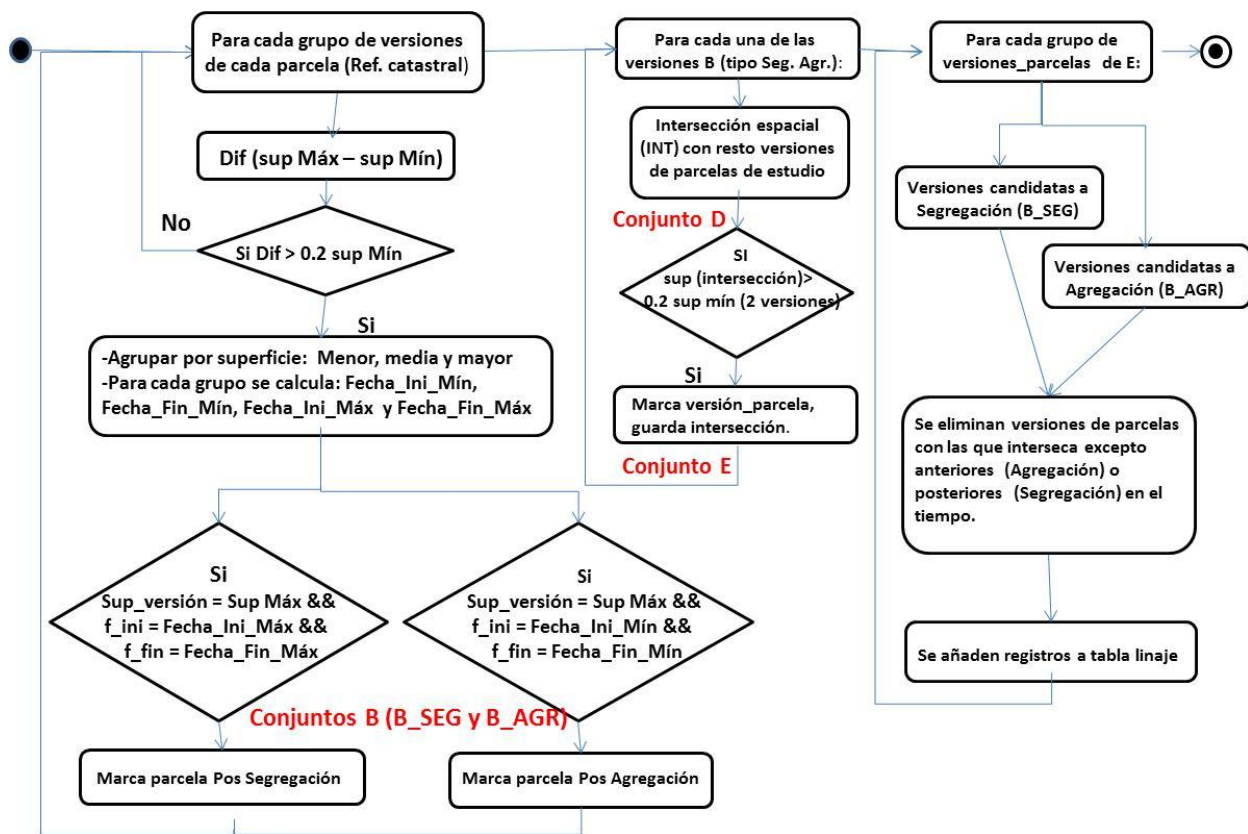 Para cada grupo de versiones
de cada parcela (Ref. catastral)
Dif (sup Máx – sup Mín)
No
Si Dif > 0.2 sup Mín
Si
-Agrupar por superficie: Menor, media y mayor
-Para cada grupo se calcula: Fecha_Ini_Mín,
Fecha_Fin_Mín, Fecha_Ini_Máx y Fecha_Fin_Máx
Si
Sup_versión = Sup Máx &&
f_ini = Fecha_Ini_Máx &&
f_fin = Fecha_Fin_Máx
Si
Sup_versión = Sup Máx &&
f_ini = Fecha_Ini_Mín &&
f_fin = Fecha_Fin_Mín
Conjuntos B (B_SEG y B_AGR)
Marca parcela Pos Segregación
Marca parcela Pos Agregación
Para cada una de las
versiones B (tipo Seg. Agr.):
Intersección espacial
(INT) con resto versiones
de parcelas de estudio
Conjunto D
SI
sup (intersección)>
0.2 sup mín (2 versiones)
Si
Marca versión_parcela,
guarda intersección.
Conjunto E
Para cada grupo de
versiones_parcelas de E:
Versiones candidatas a
Segregación (B_SEG)
Versiones candidatas a
Agregación (B_AGR)
Se eliminan versiones de parcelas
con las que interseca excepto
anteriores (Agregación) o
posteriores (Segregación) en el
tiempo.
Se añaden registros a tabla linaje